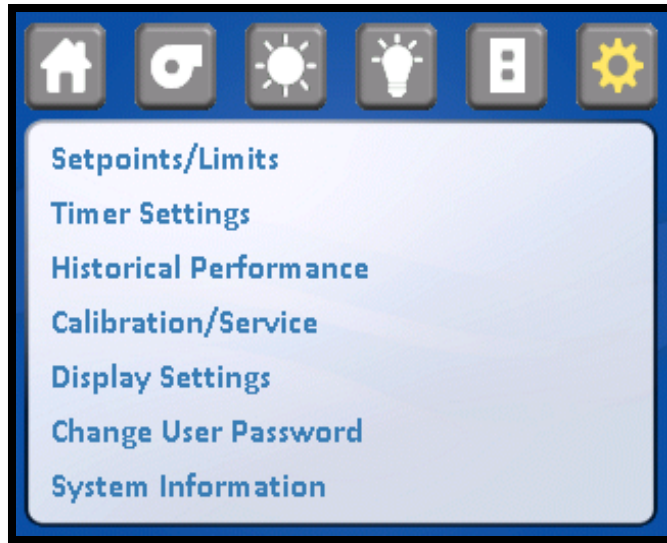 Setpoints/Limits
Timer Settings
Historical Performance
Calibration/Service
Display Settings
Change User Password
System Information